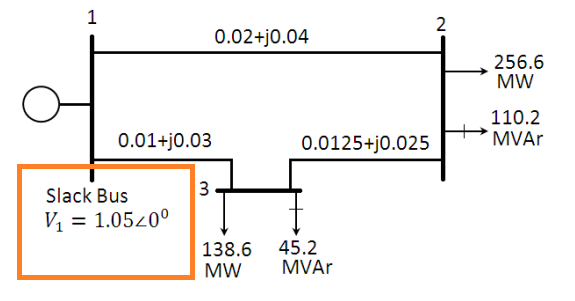 1
2
0.02+j0.04
256.6
MW
110.2
MVAr
0.01+j0.03
0.0125+j0.025
3
Slack Bus
V₁ = 1.05∠0⁰
138.6
MW
45.2
MVAr